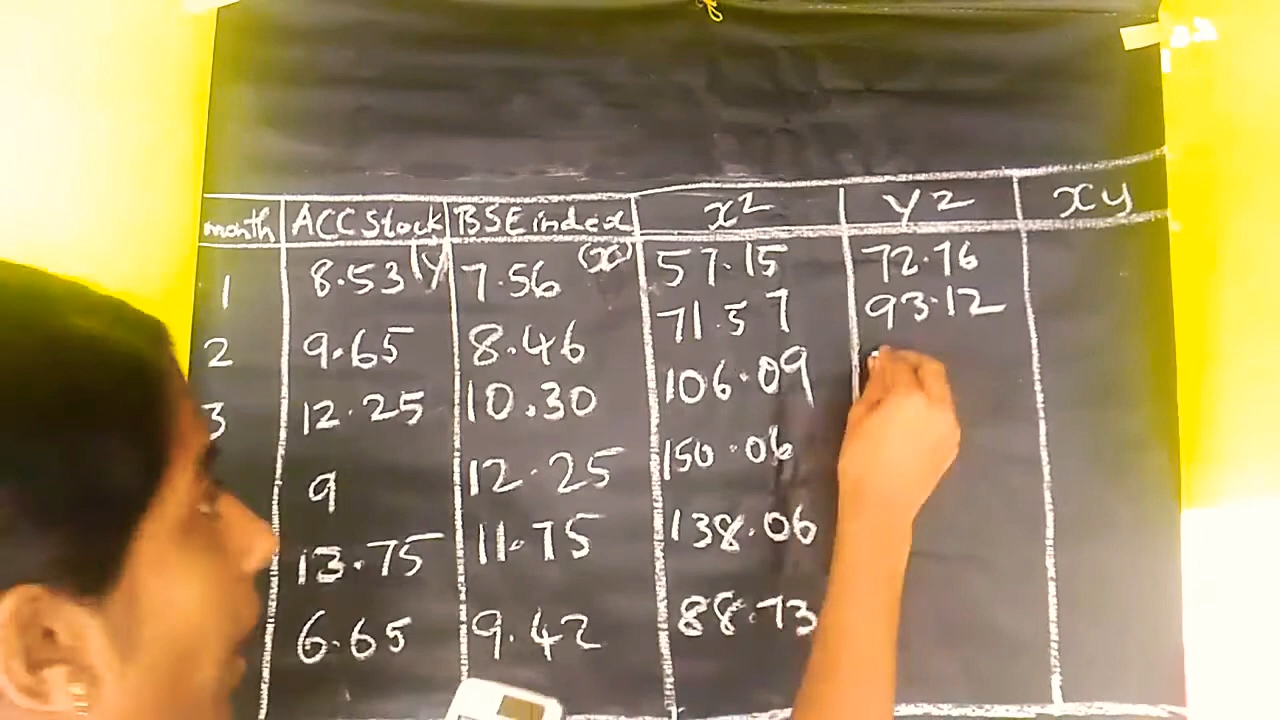 month ACC Stock BSE index x2 y2 xy
1 8.53 (y 7.56 (x) 57.15 72.76
2 9.65 8.46 71.57 93.12
3 12.25 10.30 106.09
9 12.25 150.06
13.75 11.75 138.06
6.65 9.42 88.73